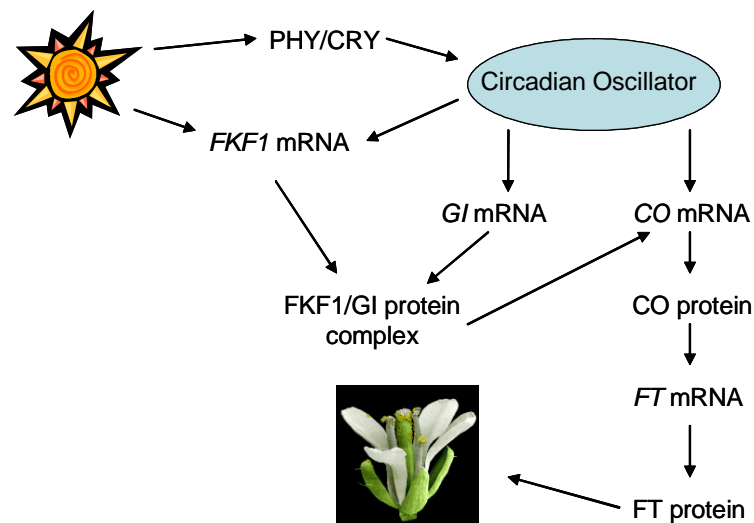 PHY/CRY
Circadian Oscillator
FKF1 mRNA
GI mRNA
CO mRNA
FKF1/GI protein
complex
CO protein
FT mRNA
FT protein